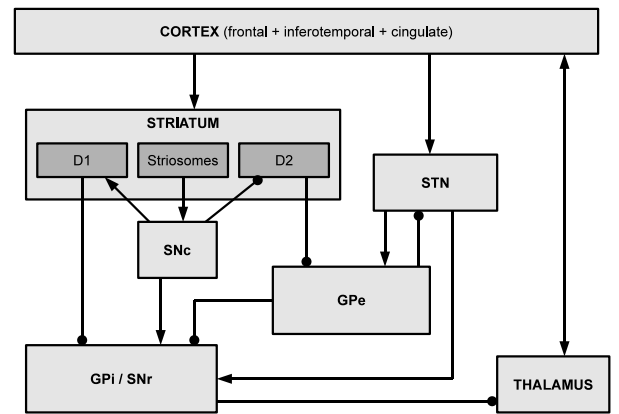 CORTEX (frontal + inferotemporal + cingulate)
STRIATUM
D1
Striosomes
D2
STN
SNc
GPe
GPi / SNr
THALAMUS